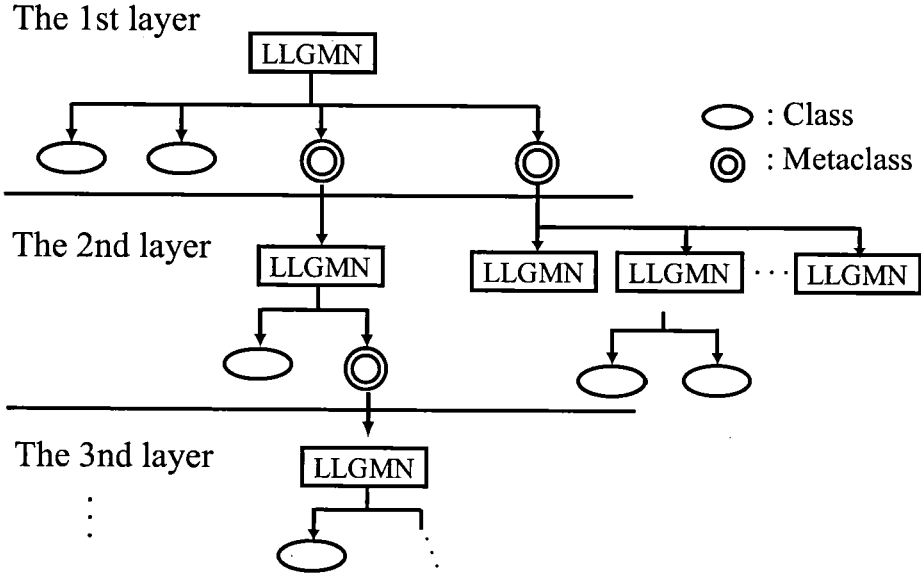 The 1st layer
LLGMN
: Class
: Metaclass
The 2nd layer
LLGMN
LLGMN
LLGMN
LLGMN
The 3nd layer
LLGMN